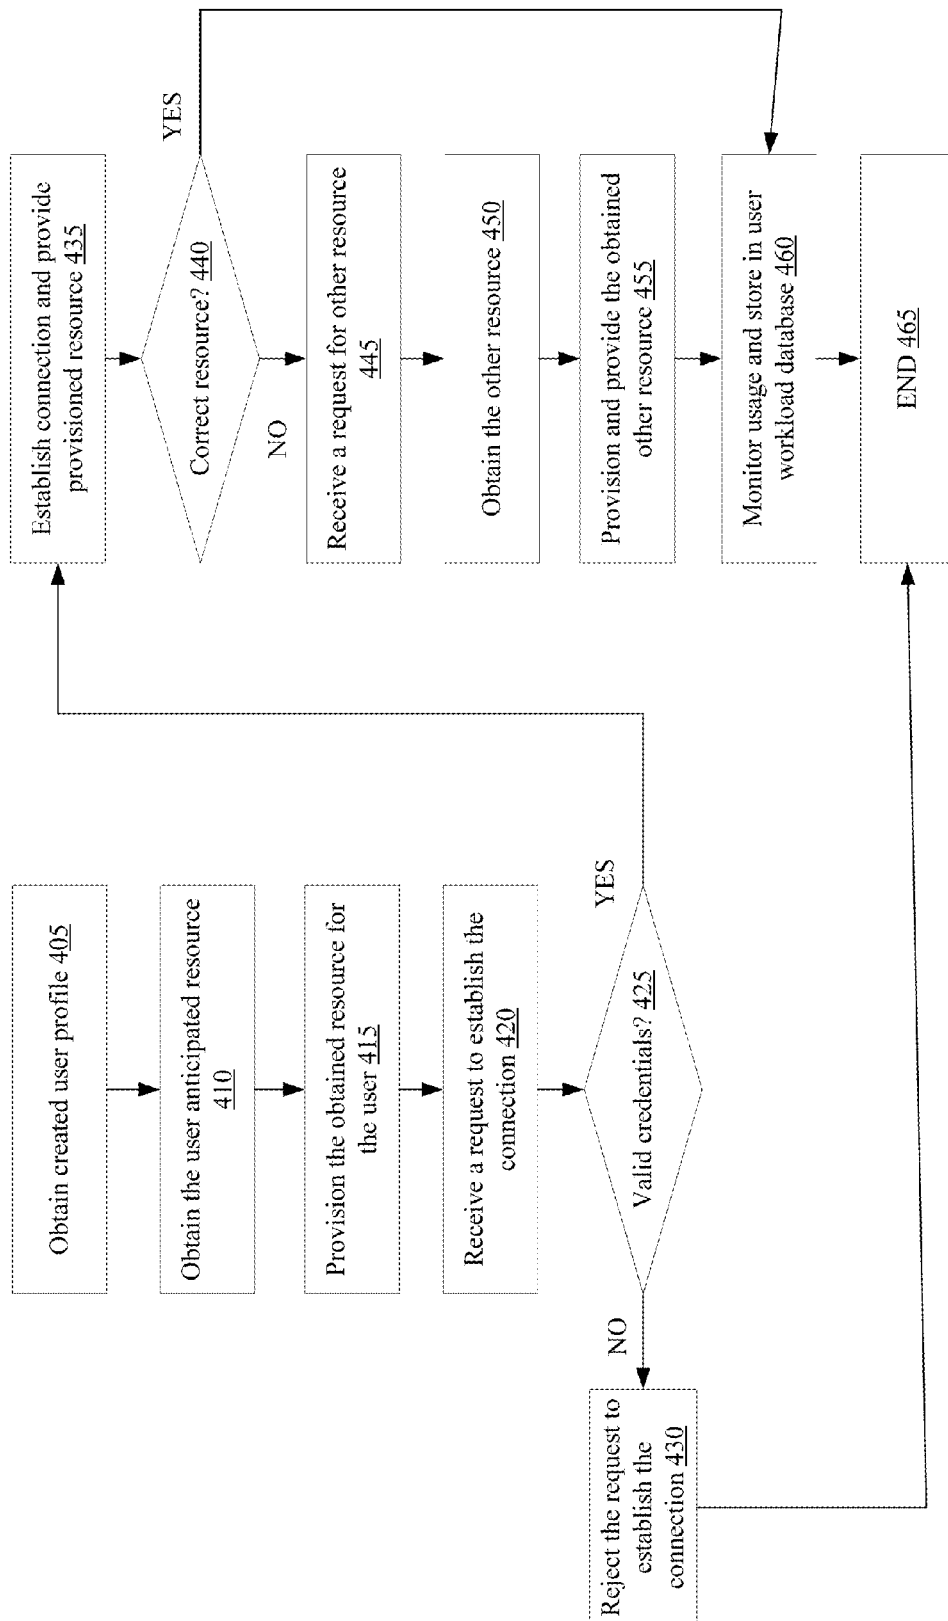 Obtain created user profile 405
Obtain the user anticipated resource
410
Provision the obtained resource for
the user 415
Receive a request to establish the
connection 420
Valid credentials? 425
NO
YES
Reject the request to
establish the
connection 430
Establish connection and provide
provisioned resource 435
Correct resource? 440
YES
NO
Receive a request for other resource
445
Obtain the other resource 450
Provision and provide the obtained
other resource 455
Monitor usage and store in user
workload database 460
END 465